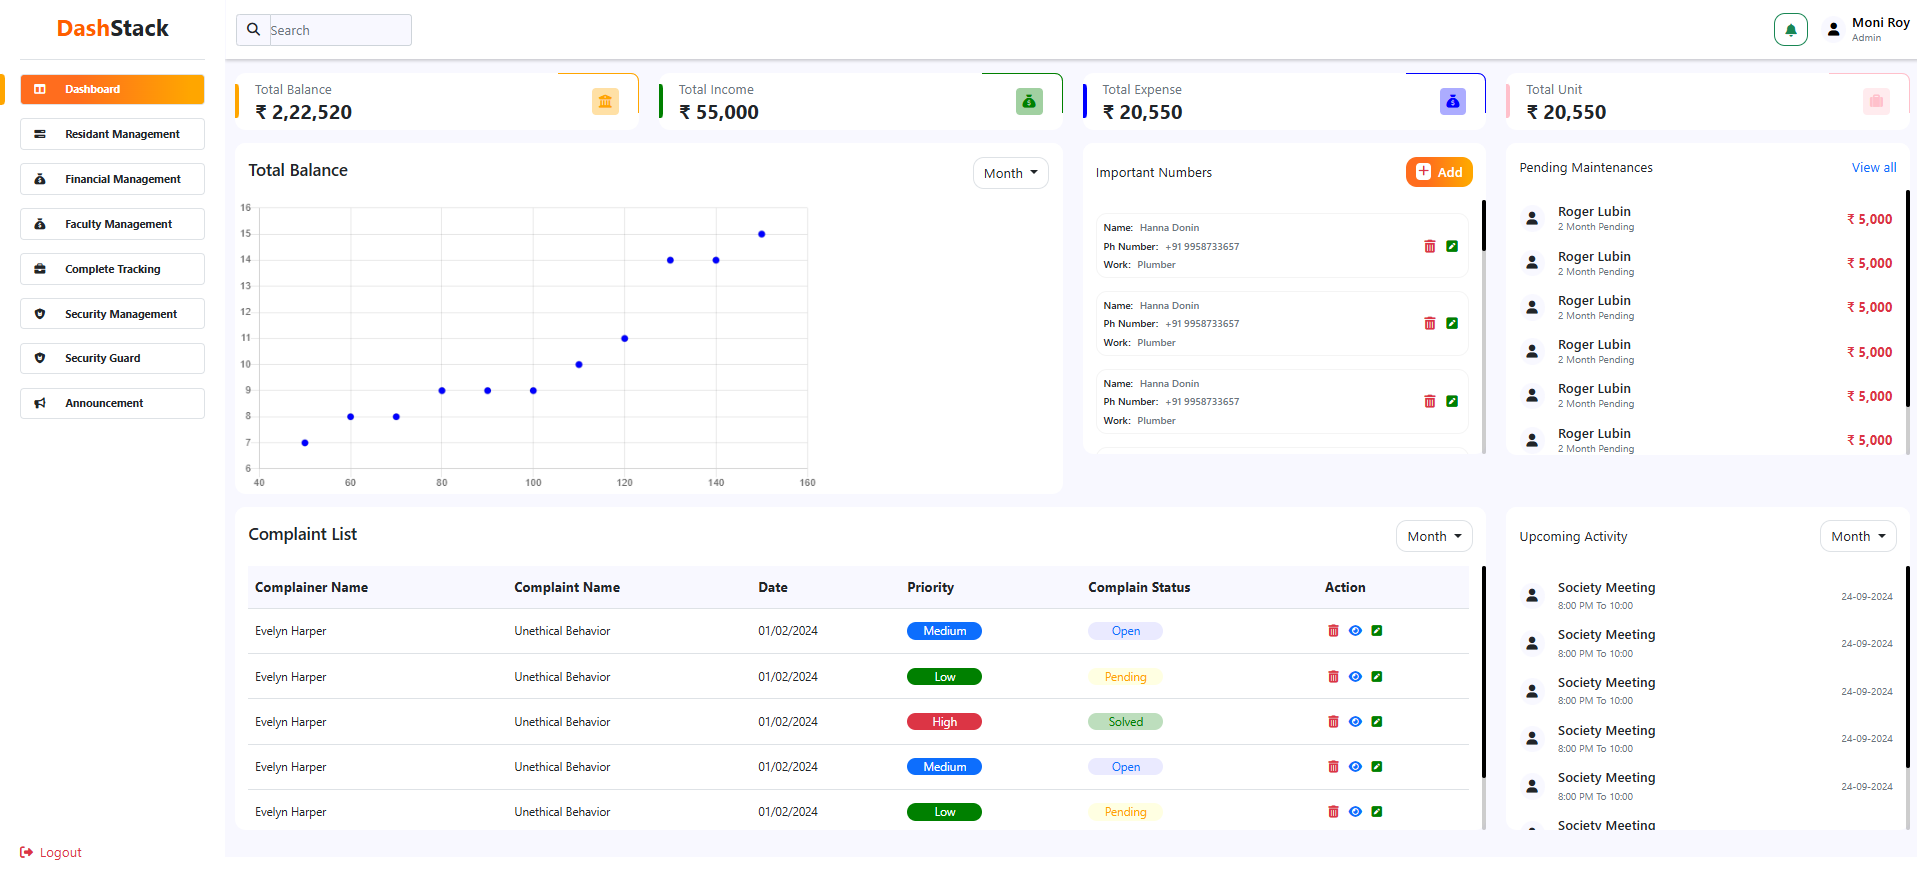 DashStack
Search
Moni Roy
Admin
Dashboard
Residant Management
Financial Management
Faculty Management
Complete Tracking
Security Management
Security Guard
Announcement
Logout
Total Balance
₹ 2,22,520
Total Income
₹ 55,000
Total Expense
₹ 20,550
Total Unit
₹ 20,550
Total Balance
Month
16
15
14
13
12
11
10
9
8
7
6
40 60 80 100 120 140 160
Important Numbers
Add
Name: Hanna Donin
Ph Number: +91 9958733657
Work: Plumber
Name: Hanna Donin
Ph Number: +91 9958733657
Work: Plumber
Name: Hanna Donin
Ph Number: +91 9958733657
Work: Plumber
Pending Maintenances
View all
Roger Lubin
2 Month Pending
₹ 5,000
Roger Lubin
2 Month Pending
₹ 5,000
Roger Lubin
2 Month Pending
₹ 5,000
Roger Lubin
2 Month Pending
₹ 5,000
Roger Lubin
2 Month Pending
₹ 5,000
Roger Lubin
2 Month Pending
₹ 5,000
Complaint List
Month
Complainer Name Complaint Name Date Priority Complain Status Action
Evelyn Harper Unethical Behavior 01/02/2024 Medium Open
Evelyn Harper Unethical Behavior 01/02/2024 Low Pending
Evelyn Harper Unethical Behavior 01/02/2024 High Solved
Evelyn Harper Unethical Behavior 01/02/2024 Medium Open
Evelyn Harper Unethical Behavior 01/02/2024 Low Pending
Upcoming Activity
Month
Society Meeting
8:00 PM To 10:00
24-09-2024
Society Meeting
8:00 PM To 10:00
24-09-2024
Society Meeting
8:00 PM To 10:00
24-09-2024
Society Meeting
8:00 PM To 10:00
24-09-2024
Society Meeting
8:00 PM To 10:00
24-09-2024
Society Meeting